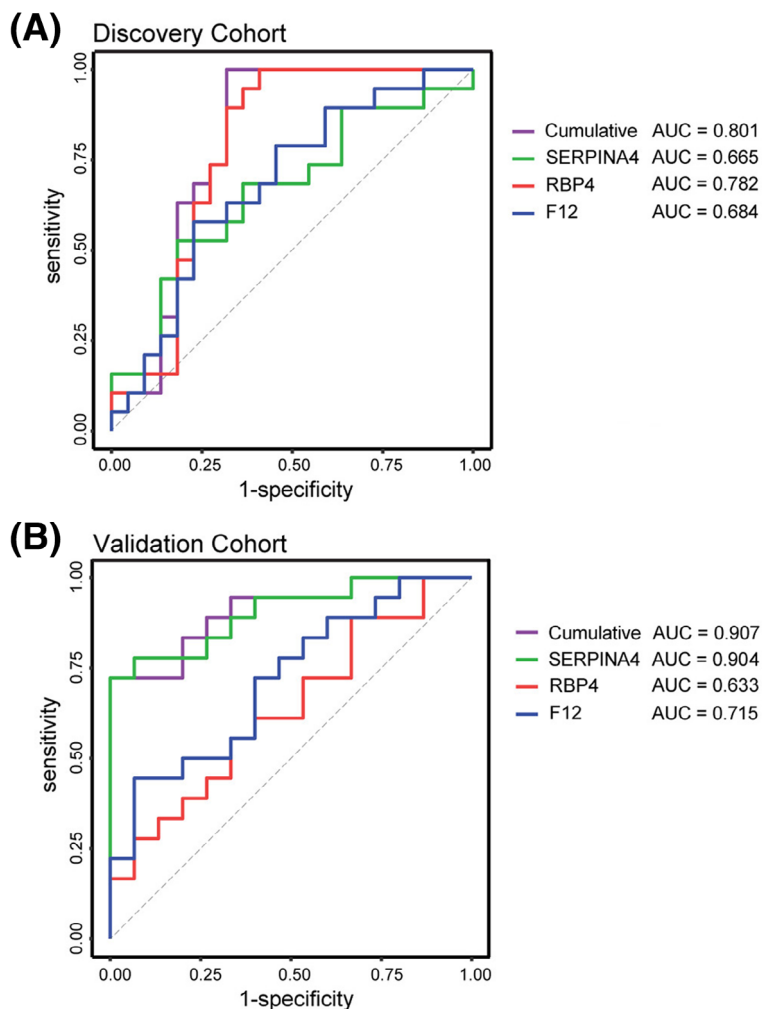 (A)
Discovery Cohort
1.00
0.75
0.50
0.25
0.00
sensitivity
0.00 0.25 0.50 0.75 1.00
1-specificity
Cumulative AUC = 0.801
SERPINA4 AUC = 0.665
RBP4 AUC = 0.782
F12 AUC = 0.684
(B)
Validation Cohort
1.00
0.75
0.50
0.25
0.00
sensitivity
0.00 0.25 0.50 0.75 1.00
1-specificity
Cumulative AUC = 0.907
SERPINA4 AUC = 0.904
RBP4 AUC = 0.633
F12 AUC = 0.715